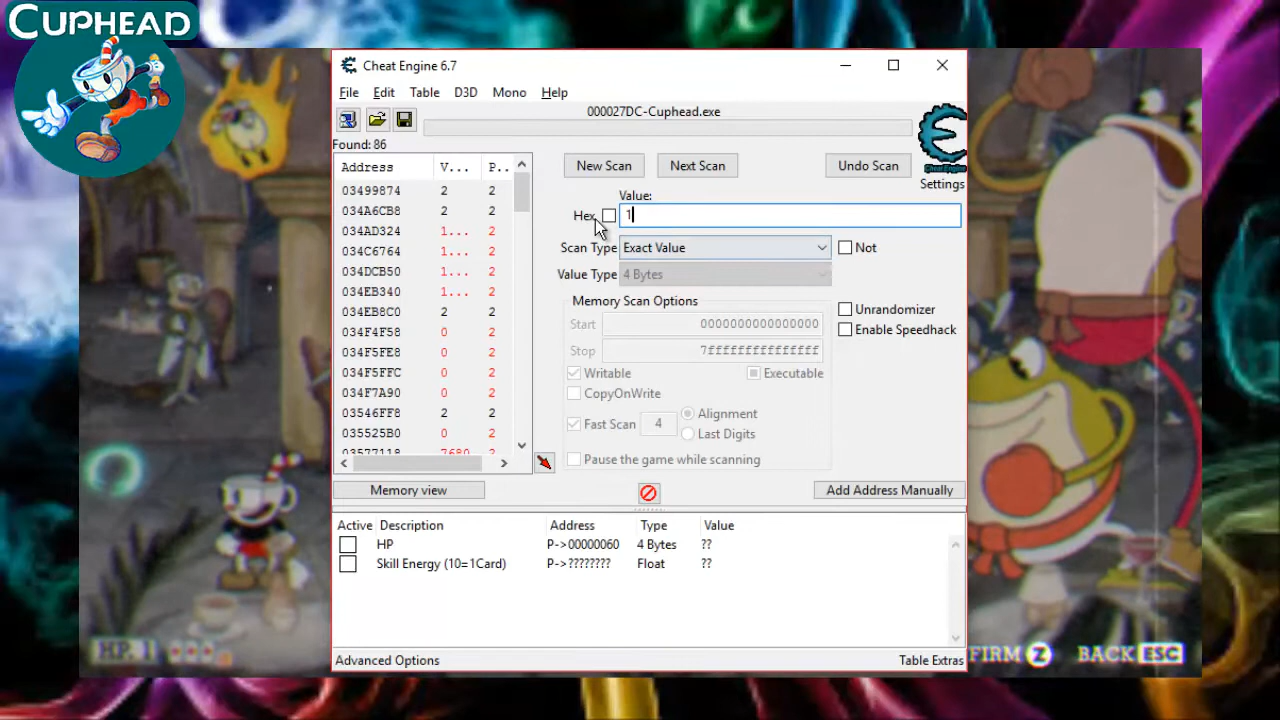 CUPHEAD
Cheat Engine 6.7
File Edit Table D3D Mono Help
000027DC-Cuphead.exe
Found: 86
Address V... P..
03499874 2 2
034A6CB8 2 2
034AD324 1... 2
034C6764 1... 2
034DCB50 1... 2
034EB340 1... 2
034EB8C0 2 2
034F4F58 0 2
034F5FE8 0 2
034F5FFC 0 2
034F7A90 0 2
03546FF8 2 2
035525B0 0 2
03577118 7680 2
New Scan Next Scan Undo Scan
Settings
Value:
Hex 1
Scan Type Exact Value Not
Value Type 4 Bytes
Memory Scan Options
Start 0000000000000000
Stop 7fffffffffffffff
Unrandomizer
Enable Speedhack
Writable Executable
CopyOnWrite
Fast Scan 4 Alignment
Last Digits
Pause the game while scanning
Memory view Add Address Manually
Active Description Address Type Value
HP P->00000060 4 Bytes ??
Skill Energy (10=1Card) P->???????? Float ??
Advanced Options Table Extras
HP. 1
FIRM Z BACK ESC